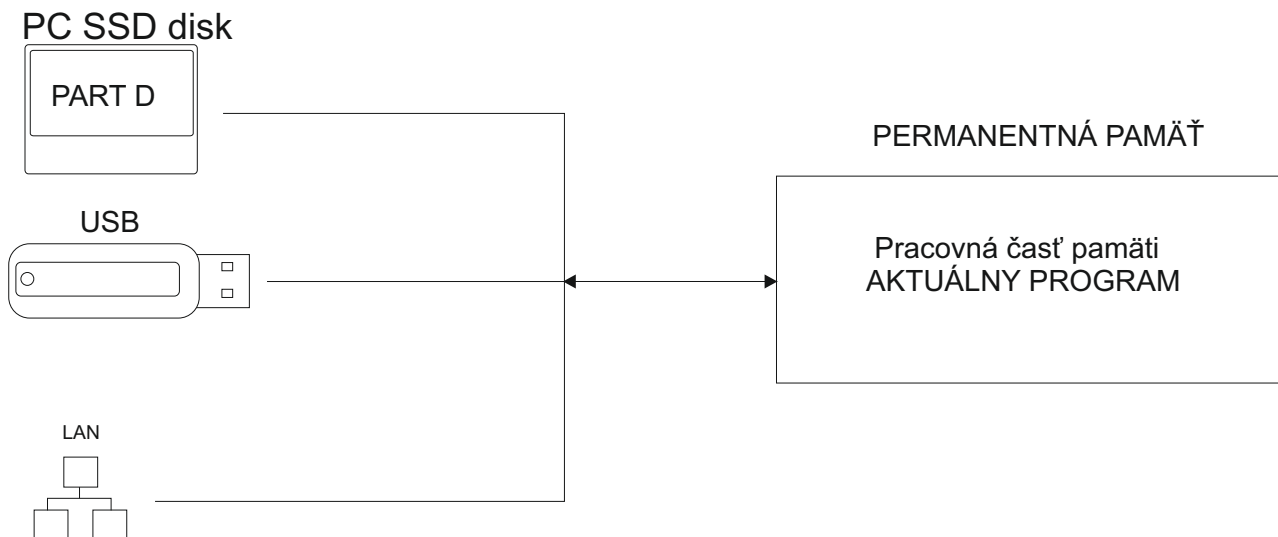 PC SSD disk
PART D
USB
LAN
PERMANENTNÁ PAMÄŤ
Pracovná časť pamäti
AKTUÁLNY PROGRAM